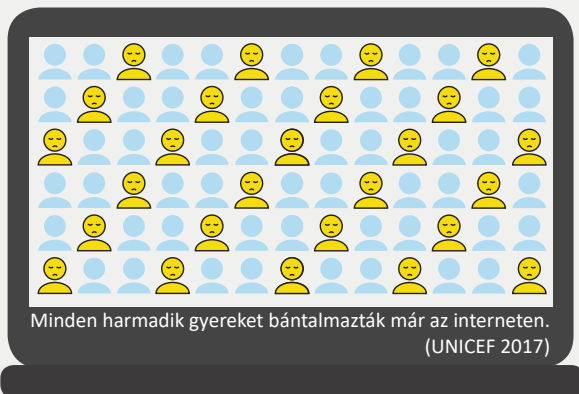 Minden harmadik gyereket bántalmazták már az interneten.
(UNICEF 2017)